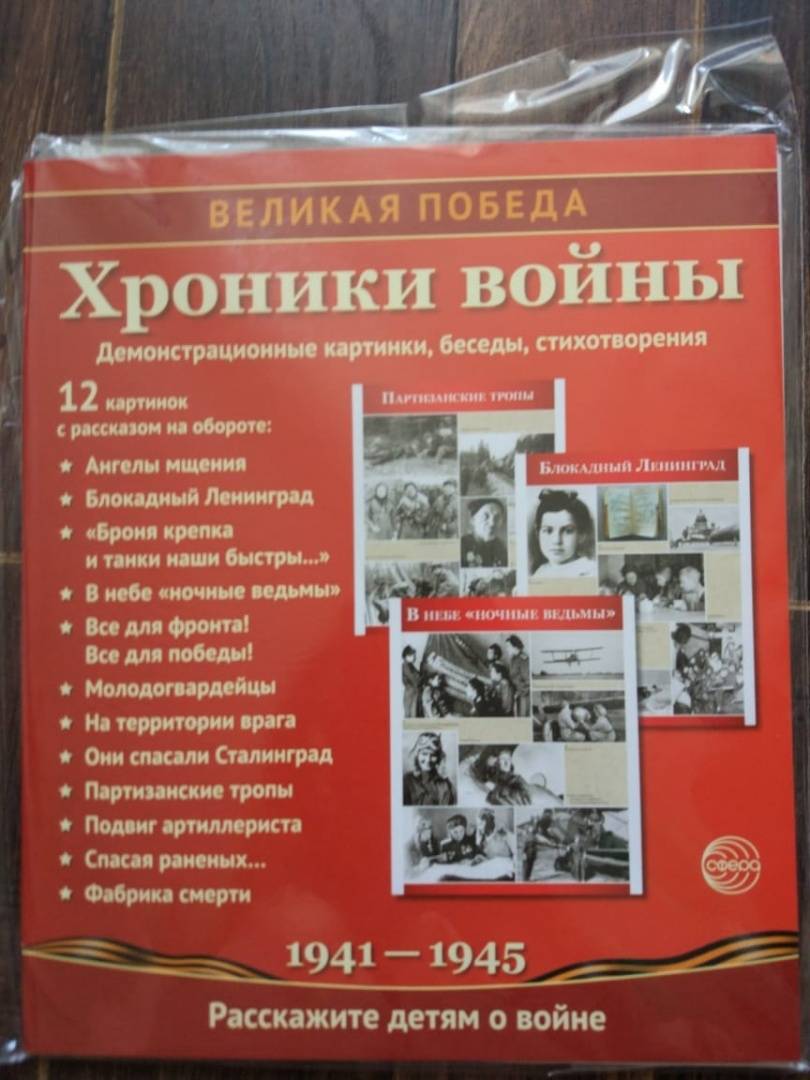 ВЕЛИКАЯ ПОБЕДА
Хроники войны
Демонстрационные картинки, беседы, стихотворения
12 картинок
с рассказом на обороте:
★ Ангелы мщения
★ Блокадный Ленинград
★ «Броня крепка
и танки наши быстры...»
★ В небе «ночные ведьмы»
★ Все для фронта!
Все для победы!
★ Молодогвардейцы
★ На территории врага
★ Они спасали Сталинград
★ Партизанские тропы
★ Подвиг артиллериста
★ Спасая раненых...
★ Фабрика смерти
Партизанские тропы
Блокадный Ленинград
В небе «ночные ведьмы»
сфера
1941 — 1945
Расскажите детям о войне